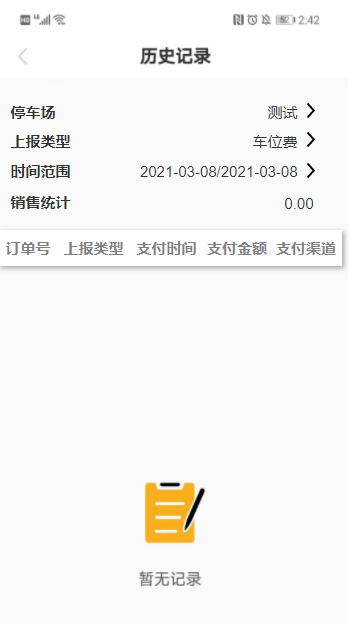 HD 46 52 2:42
历史记录
停车场 测试
上报类型 车位费
时间范围 2021-03-08/2021-03-08
销售统计 0.00
订单号 上报类型 支付时间 支付金额 支付渠道
暂无记录